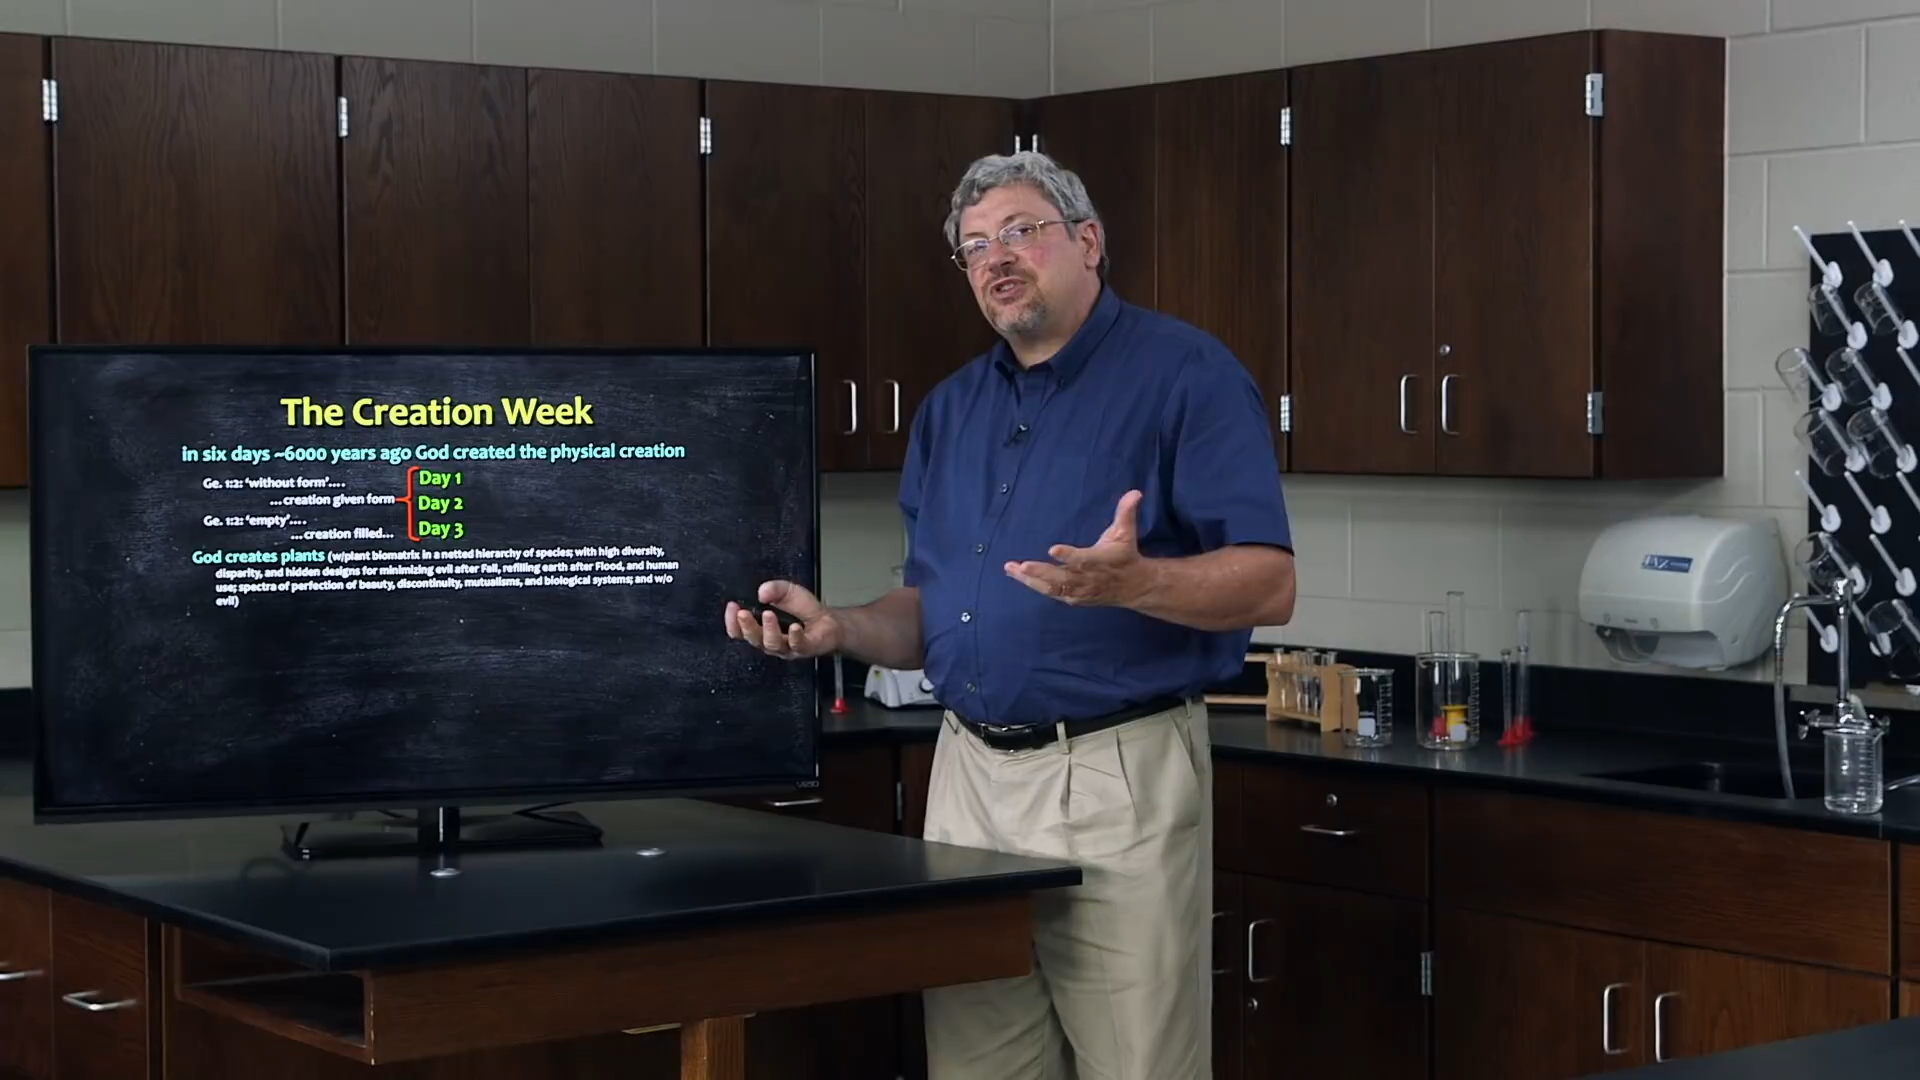 The Creation Week
in six days ~6000 years ago God created the physical creation
Ge. 1:2: 'without form'....
...creation given form
Ge. 1:2: 'empty'....
...creation filled...
Day 1
Day 2
Day 3
God creates plants (w/plant biomatrix in a netted hierarchy of species; with high diversity,
disparity, and hidden designs for minimizing evil after Fall, refilling earth after Flood, and human
use; spectra of perfection of beauty, discontinuity, mutualisms, and biological systems; and w/o
evil)
VIZIO